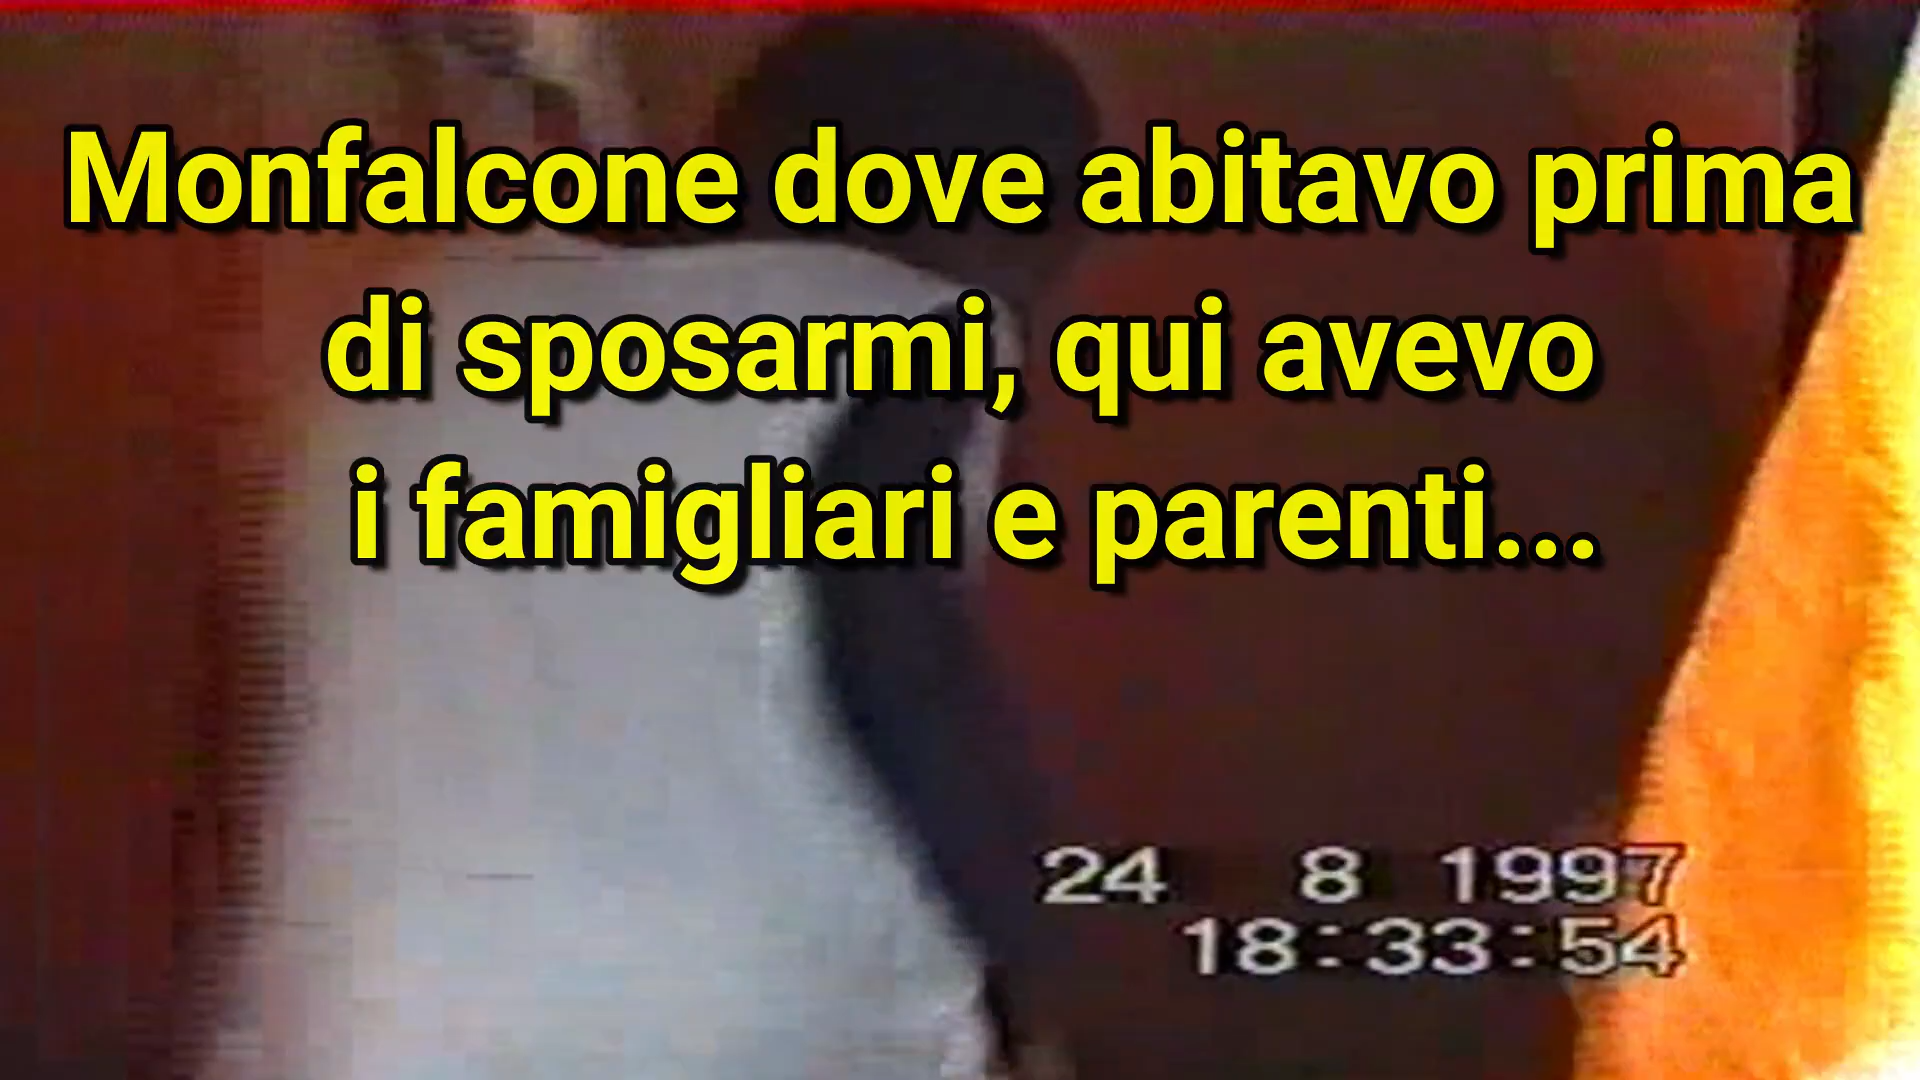 Monfalcone dove abitavo prima
di sposarmi, qui avevo
i famigliari e parenti...
24 8 1997
18:33:54